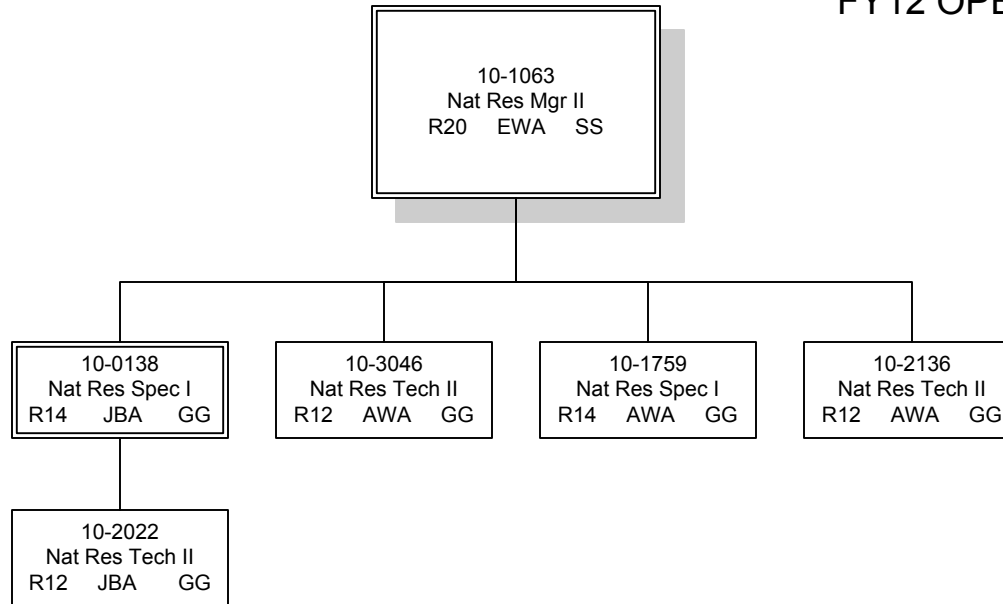 FY12 OPE
10-1063
Nat Res Mgr II
R20 EWA SS
10-0138
Nat Res Spec I
R14 JBA GG
10-3046
Nat Res Tech II
R12 AWA GG
10-1759
Nat Res Spec I
R14 AWA GG
10-2136
Nat Res Tech II
R12 AWA GG
10-2022
Nat Res Tech II
R12 JBA GG